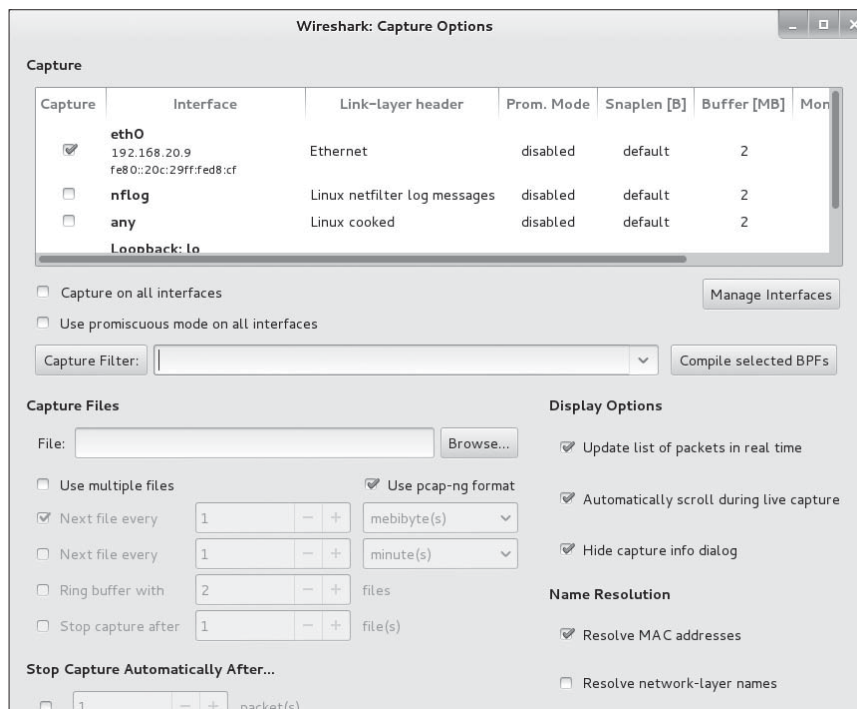 Wireshark: Capture Options
Capture
Capture Interface Link-layer header Prom. Mode Snaplen [B] Buffer [MB] Mon
eth0
192.168.20.9 Ethernet disabled default 2
fe80::20c:29ff:fed8:cf
nflog Linux netfilter log messages disabled default 2
any Linux cooked disabled default 2
Loopback: lo
Capture on all interfaces Manage Interfaces
Use promiscuous mode on all interfaces
Capture Filter: Compile selected BPFs
Capture Files Display Options
File: Browse... Update list of packets in real time
Use multiple files Use pcap-ng format
Automatically scroll during live capture
Next file every 1 mebibyte(s)
Next file every 1 minute(s) Hide capture info dialog
Ring buffer with 2 files Name Resolution
Stop capture after 1 file(s) Resolve MAC addresses
Stop Capture Automatically After...
Resolve network-layer names
1 packet(s)